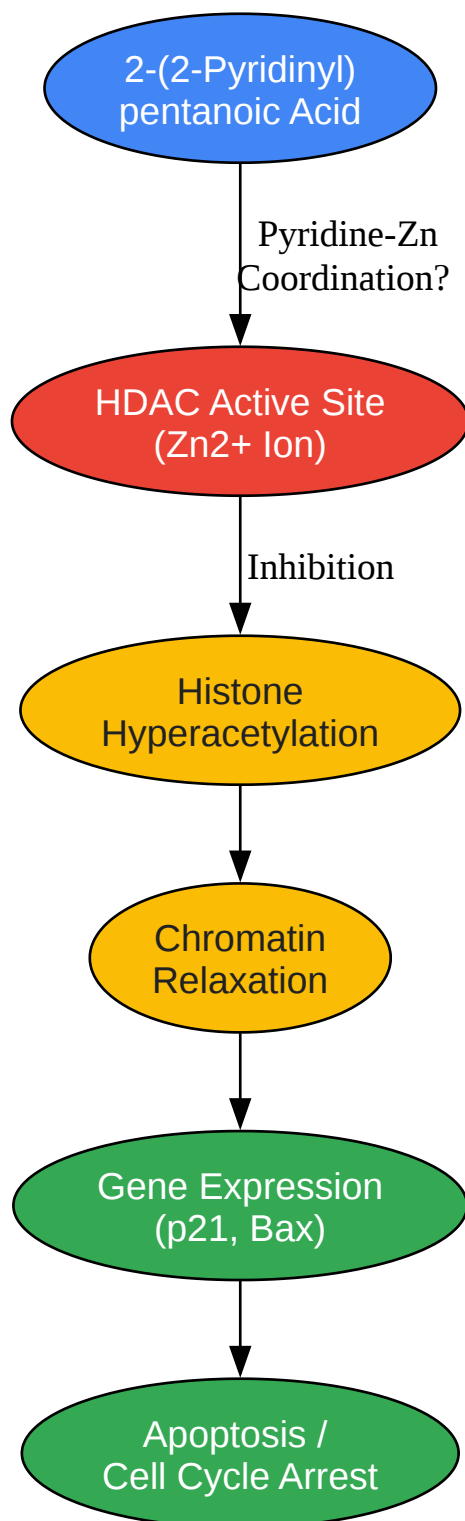 2-(2-Pyridinyl)
pentanoic Acid
Pyridine-Zn
Coordination?
HDAC Active Site
(Zn2+ Ion)
Inhibition
Histone
Hyperacetylation
Chromatin
Relaxation
Gene Expression
(p21, Bax)
Apoptosis /
Cell Cycle Arrest